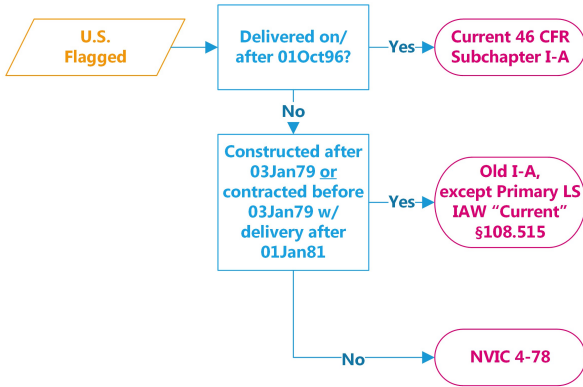 U.S.
Flagged
Delivered on/
after 01Oct96?
Yes
Current 46 CFR
Subchapter I-A
No
Constructed after
03Jan79 or
contracted before
03Jan79 w/
delivery after
01Jan81
Yes
Old I-A,
except Primary LS
IAW “Current”
§108.515
No
NVIC 4-78